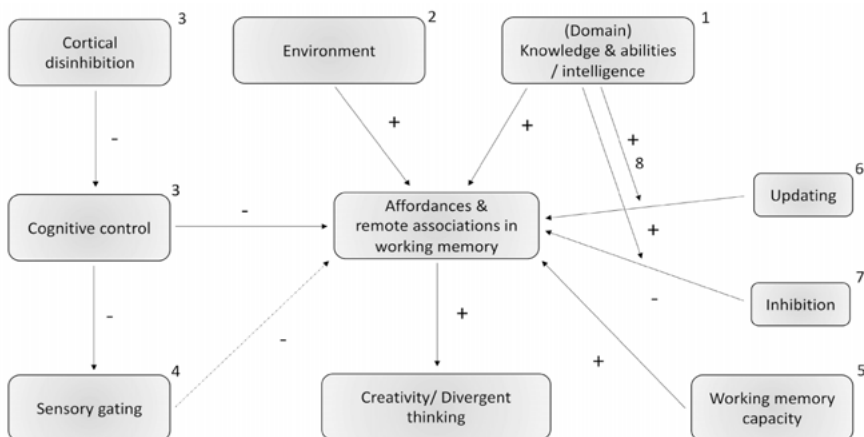 3
2
1
Cortical
disinhibition
Environment
(Domain)
Knowledge & abilities
/ intelligence
-
+
+
+
8
3
6
Cognitive control
-
Affordances &
remote associations in
working memory
Updating
+
7
-
-
Inhibition
-
+
4
+
5
Sensory gating
Creativity/ Divergent
thinking
Working memory
capacity